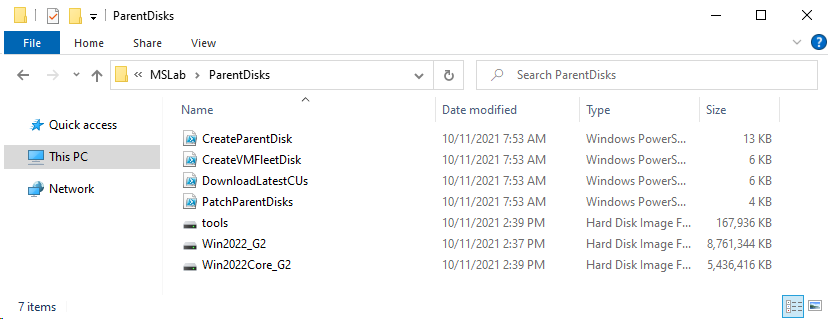 ParentDisks
File Home Share View
« MSLab > ParentDisks Search ParentDisks
Name Date modified Type Size
Quick access
This PC
Network
CreateParentDisk 10/11/2021 7:53 AM Windows PowerS... 13 KB
CreateVMFleetDisk 10/11/2021 7:53 AM Windows PowerS... 6 KB
DownloadLatestCUs 10/11/2021 7:53 AM Windows PowerS... 6 KB
PatchParentDisks 10/11/2021 7:53 AM Windows PowerS... 4 KB
tools 10/11/2021 2:39 PM Hard Disk Image F... 167,936 KB
Win2022_G2 10/11/2021 2:37 PM Hard Disk Image F... 8,761,344 KB
Win2022Core_G2 10/11/2021 2:39 PM Hard Disk Image F... 5,436,416 KB
7 items